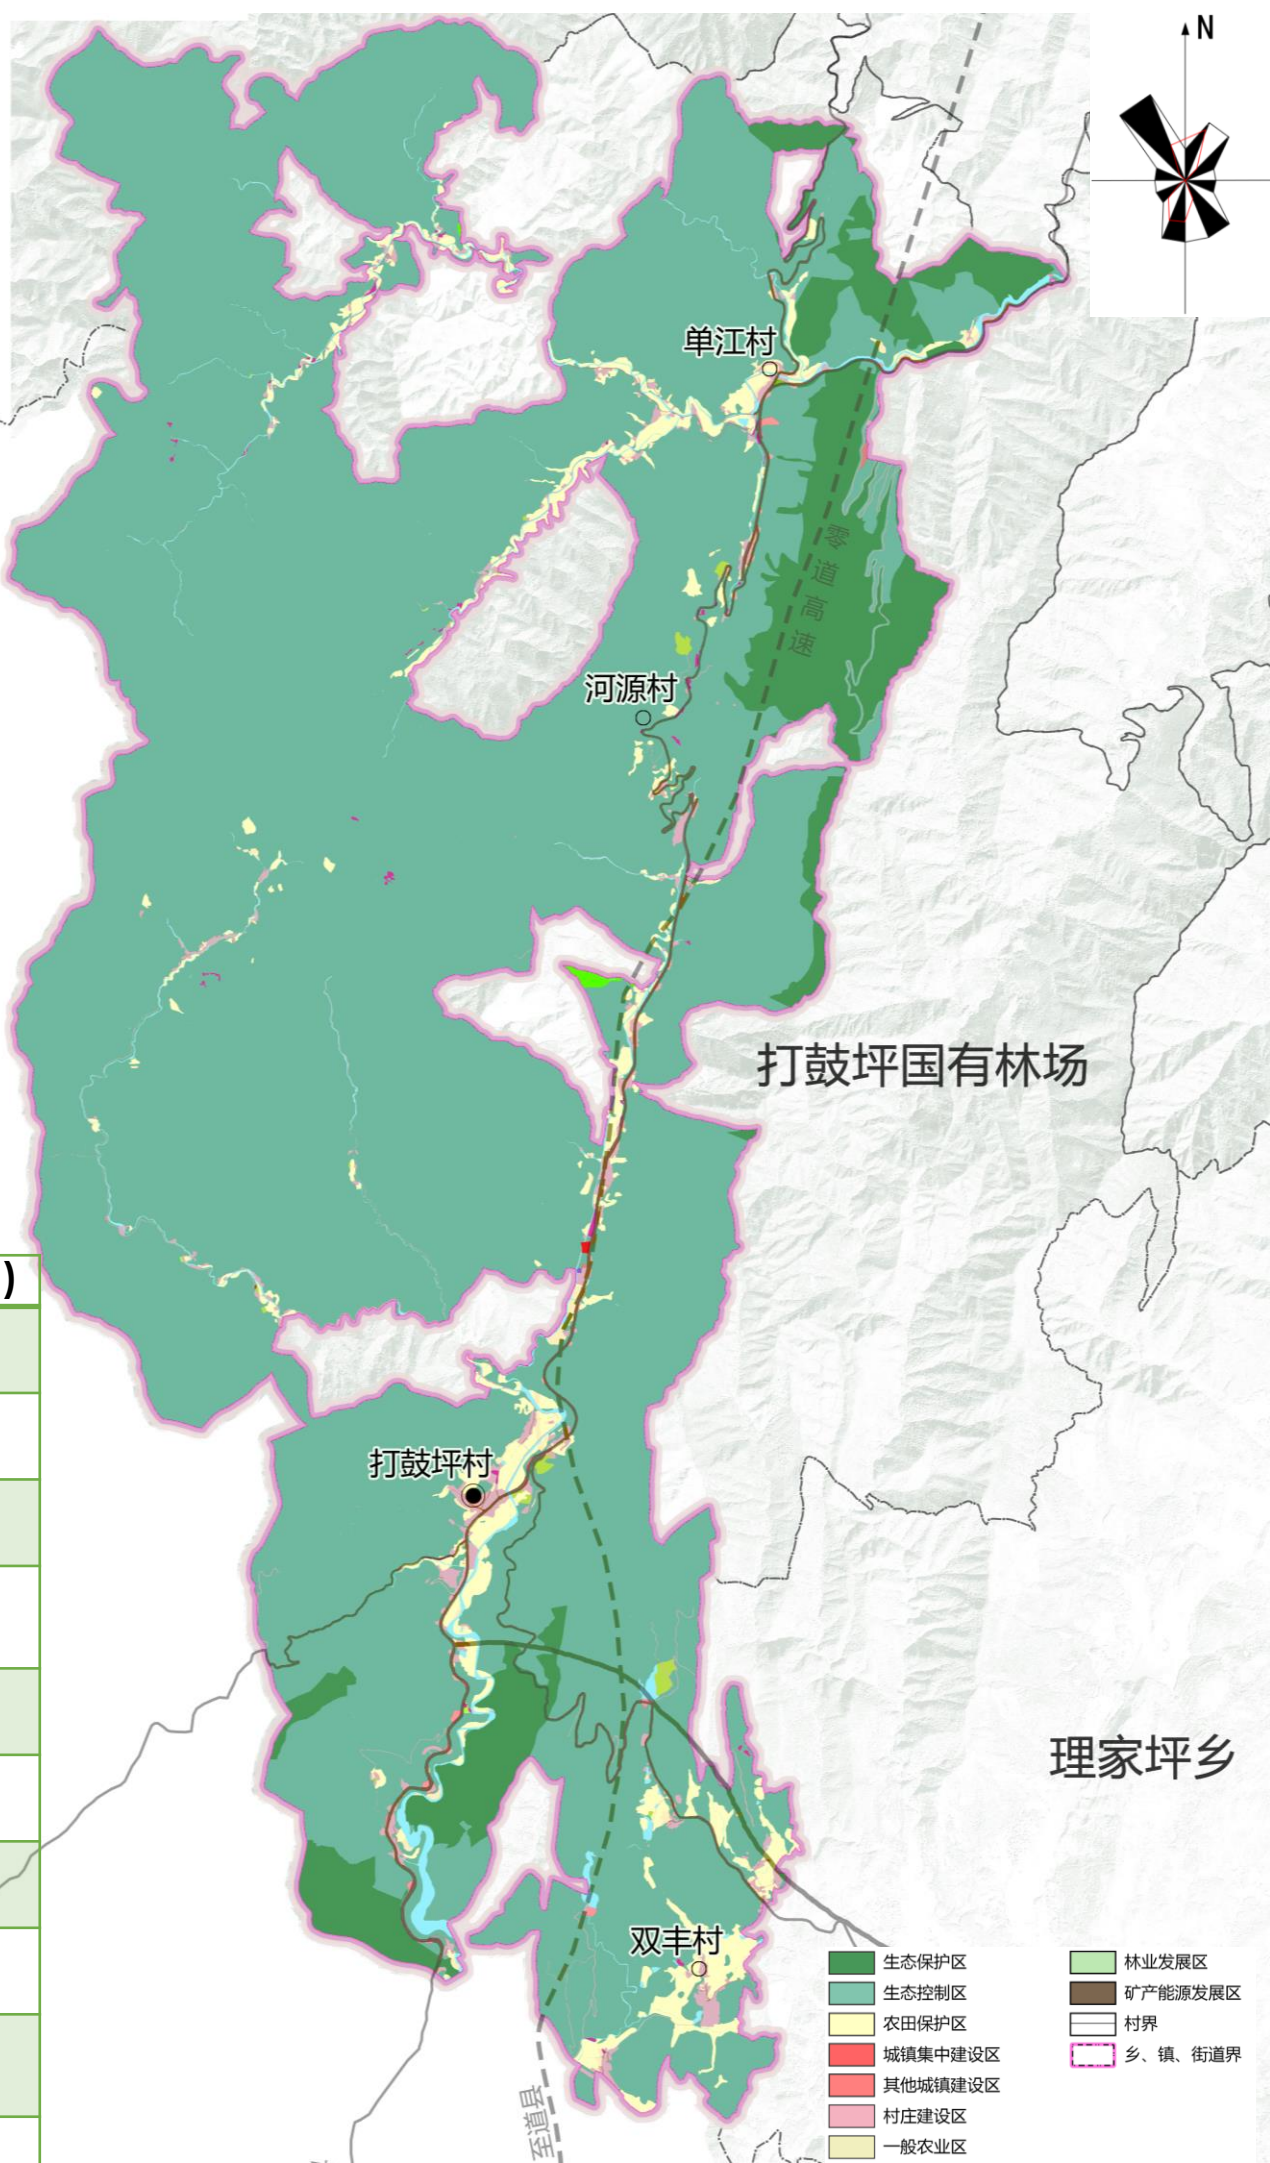 N
单江村
零道高速
河源村
打鼓坪国有林场
)
打鼓坪村
理家坪乡
双丰村
至道县
生态保护区
生态控制区
农田保护区
城镇集中建设区
其他城镇建设区
村庄建设区
一般农业区
林业发展区
矿产能源发展区
村界
乡、镇、街道界